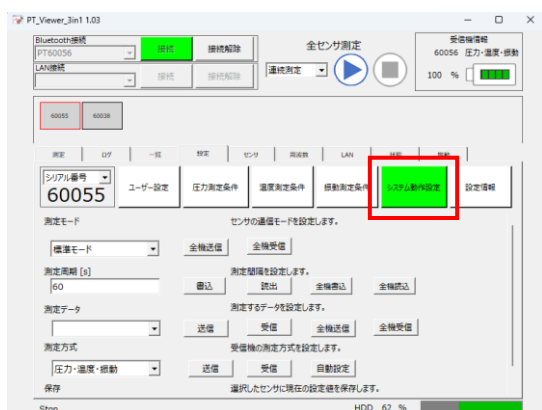 PT_Viewer_3in1 1.03
Bluetooth接続
PT60056 接続 接続解除
LAN接続
接続 接続解除
全センサ測定
連続測定
受信機情報
60056 圧力・温度・振動
100 %
60055 60038
測定 ログ 一覧 設定 センサ 周波数 LAN
シリアル番号
60055
ユーザー設定 圧力測定条件 温度測定条件 振動測定条件 システム動作設定 設定情報
測定モード センサの通信モードを設定します。
標準モード 全機送信 全機受信
測定周期 [s] 測定間隔を設定します。
60 書込 読出 全機書込 全機読込
測定データ 測定するデータを設定します。
送信 受信 全機送信 全機受信
測定方式 受信機の測定方式を設定します。
圧力・温度・振動 送信 受信 自動設定
保存 選択したセンサに現在の設定値を保存します。
Stop HDD 62 %